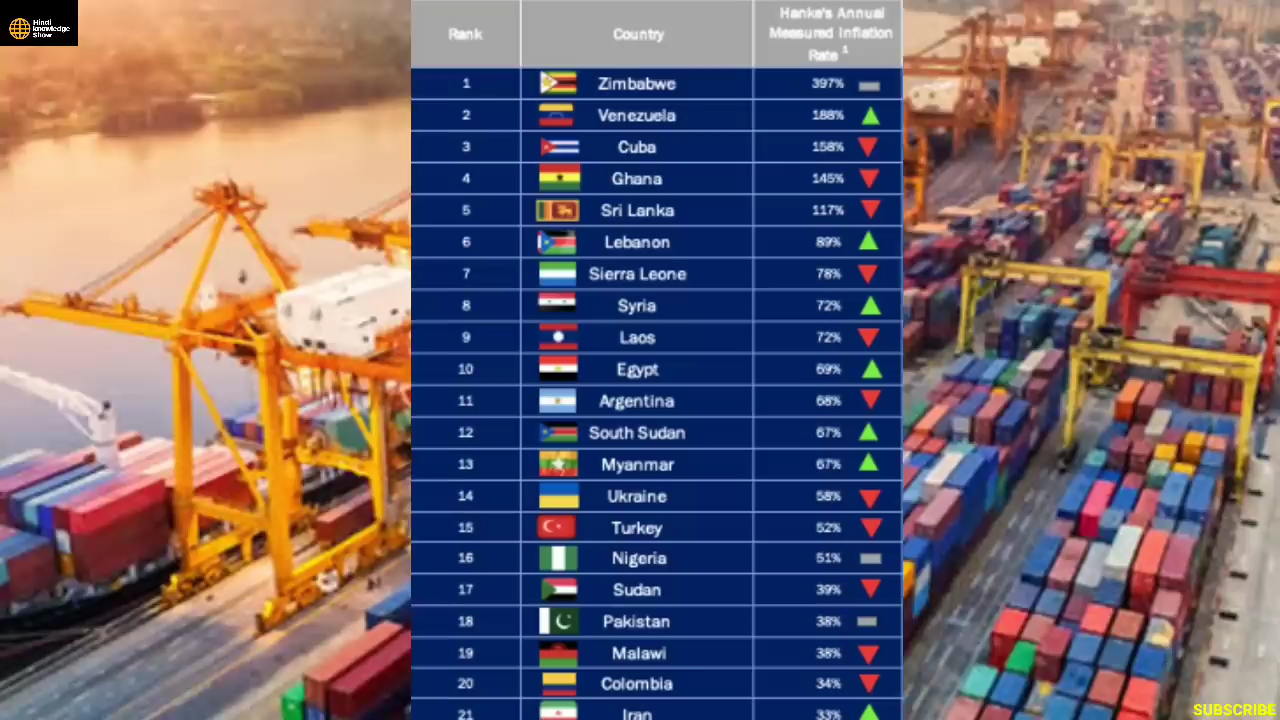 Hindi
knowledge
Show
Rank Country Hanke's Annual
Measured Inflation
Rate 1
1 Zimbabwe 397%
2 Venezuela 188%
3 Cuba 158%
4 Ghana 145%
5 Sri Lanka 117%
6 Lebanon 89%
7 Sierra Leone 78%
8 Syria 72%
9 Laos 72%
10 Egypt 69%
11 Argentina 68%
12 South Sudan 67%
13 Myanmar 67%
14 Ukraine 58%
15 Turkey 52%
16 Nigeria 51%
17 Sudan 39%
18 Pakistan 38%
19 Malawi 38%
20 Colombia 34%
21 Iran 33%
SUBSCRIBE